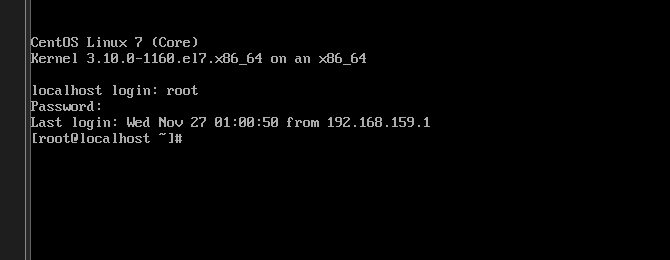 CentOS Linux 7 (Core)
Kernel 3.10.0-1160.el7.x86_64 on an x86_64
localhost login: root
Password:
Last login: Wed Nov 27 01:00:50 from 192.168.159.1
[root@localhost ~]#